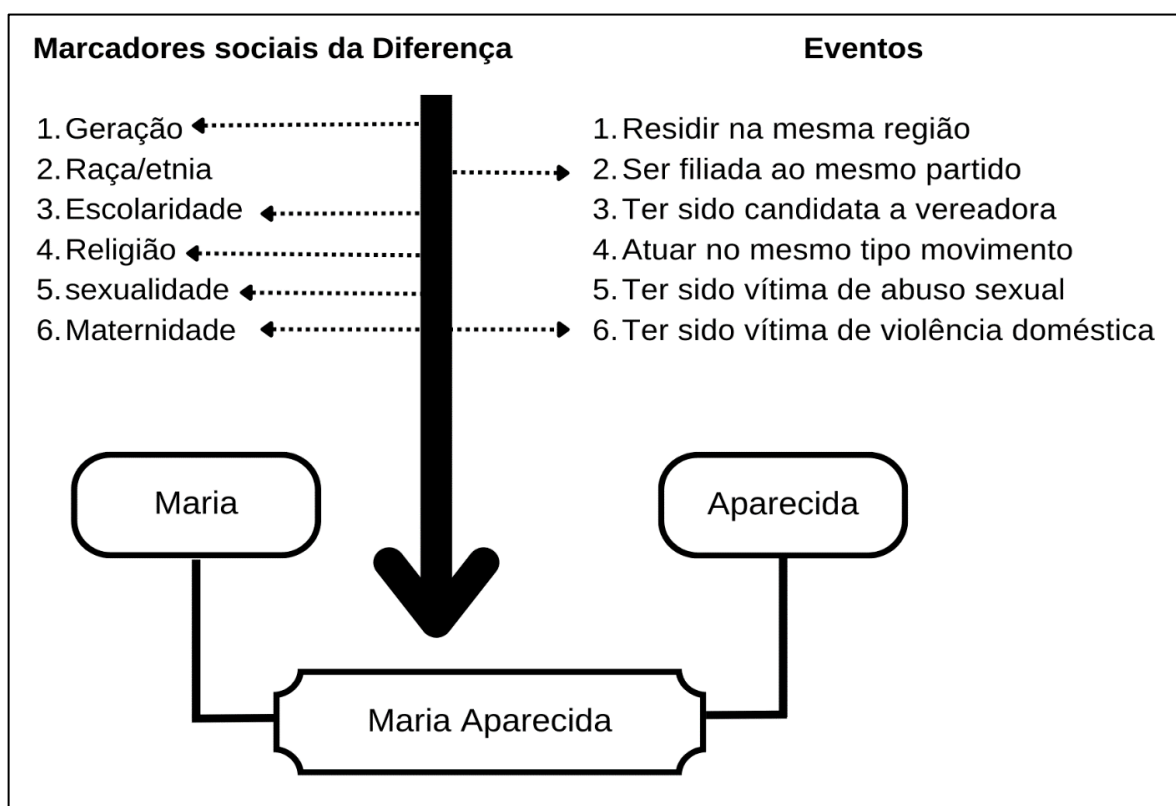 Marcadores sociais da Diferença
1. Geração
2. Raça/etnia
3. Escolaridade
4. Religião
5. sexualidade
6. Maternidade
Eventos
1. Residir na mesma região
2. Ser filiada ao mesmo partido
3. Ter sido candidata a vereadora
4. Atuar no mesmo tipo movimento
5. Ter sido vítima de abuso sexual
6. Ter sido vítima de violência doméstica
Maria
Aparecida
Maria Aparecida